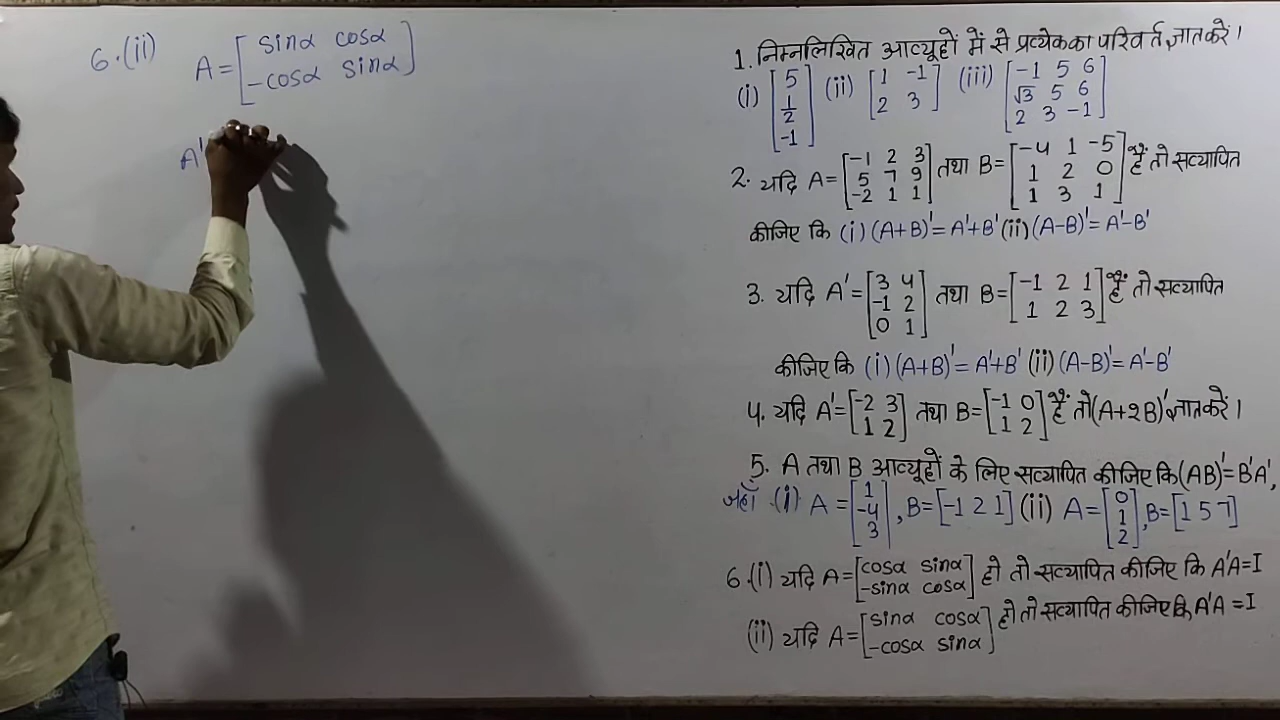 6.(ii) A = [sinα cosα
-cosα sinα]
A'
1. निम्नलिखित आव्यूहों में से प्रत्येक का परिवर्त ज्ञात करें।
(i) [5 (ii) [1 -1 (iii) [-1 5 6
1/2 2 3] √3 5 6
-1] 2 3 -1]
2. यदि A = [-1 2 3 तथा B = [-4 1 -5 हैं तो सत्यापित
5 7 9 1 2 0
-2 1 1] 1 3 1]
कीजिए कि (i) (A+B)' = A'+B' (ii) (A-B)' = A'-B'
3. यदि A' = [3 4 तथा B = [-1 2 1 हैं तो सत्यापित
-1 2 1 2 3]
0 1]
कीजिए कि (i) (A+B)' = A'+B' (ii) (A-B)' = A'-B'
4. यदि A' = [-2 3 तथा B = [-1 0 हैं तो (A+2B)' ज्ञात करें।
1 2] 1 2]
5. A तथा B आव्यूहों के लिए सत्यापित कीजिए कि (AB)' = B'A',
जहाँ (i) A = [1 , B = [-1 2 1] (ii) A = [0 , B = [1 5 7]
-4 1
3] 2]
6.(i) यदि A = [cosα sinα हो तो सत्यापित कीजिए कि A'A = I
-sinα cosα]
(ii) यदि A = [sinα cosα हो तो सत्यापित कीजिए कि A'A = I
-cosα sinα]